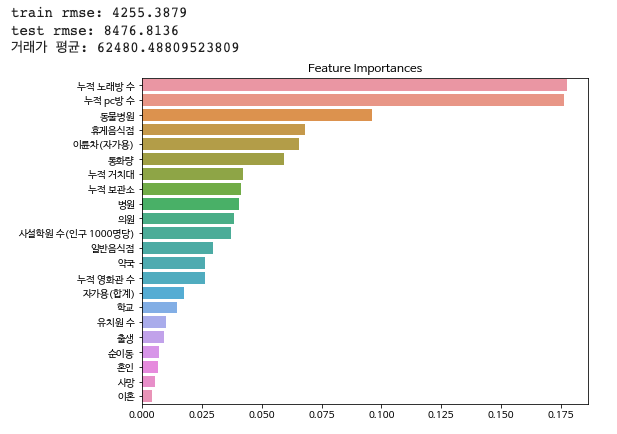 train rmse: 4255.3879
test rmse: 8476.8136
거래가 평균: 62480.48809523809
Feature Importances
누적 노래방 수
누적 pc방 수
동물병원
휴게음식점
이륜차(자가용)
통화량
누적 거치대
누적 보관소
병원
의원
사설학원 수(인구 1000명당)
일반음식점
약국
누적 영화관 수
자가용(합계)
학교
유치원 수
출생
순이동
혼인
사망
이혼
0.000 0.025 0.050 0.075 0.100 0.125 0.150 0.175